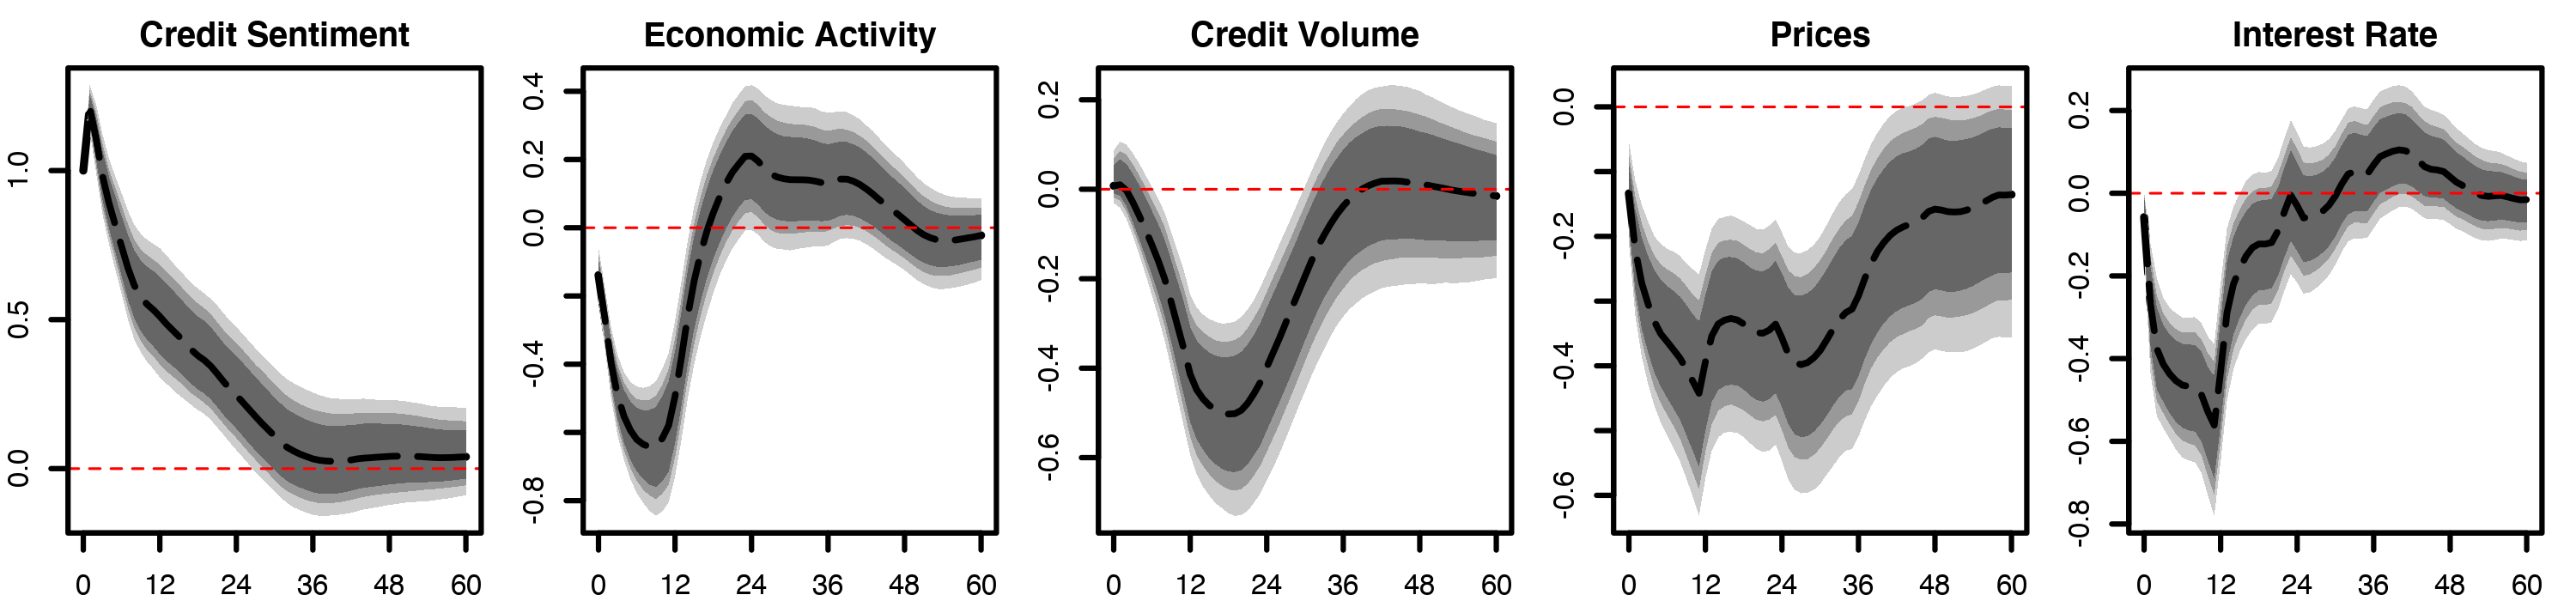 Credit Sentiment
1.0
0.5
0.0
0 12 24 36 48 60
Economic Activity
0.4
0.2
0.0
-0.4
-0.8
0 12 24 36 48 60
Credit Volume
0.2
0.0
-0.2
-0.4
-0.6
0 12 24 36 48 60
Prices
0.0
-0.2
-0.4
-0.6
0 12 24 36 48 60
Interest Rate
0.2
0.0
-0.2
-0.4
-0.6
-0.8
0 12 24 36 48 60